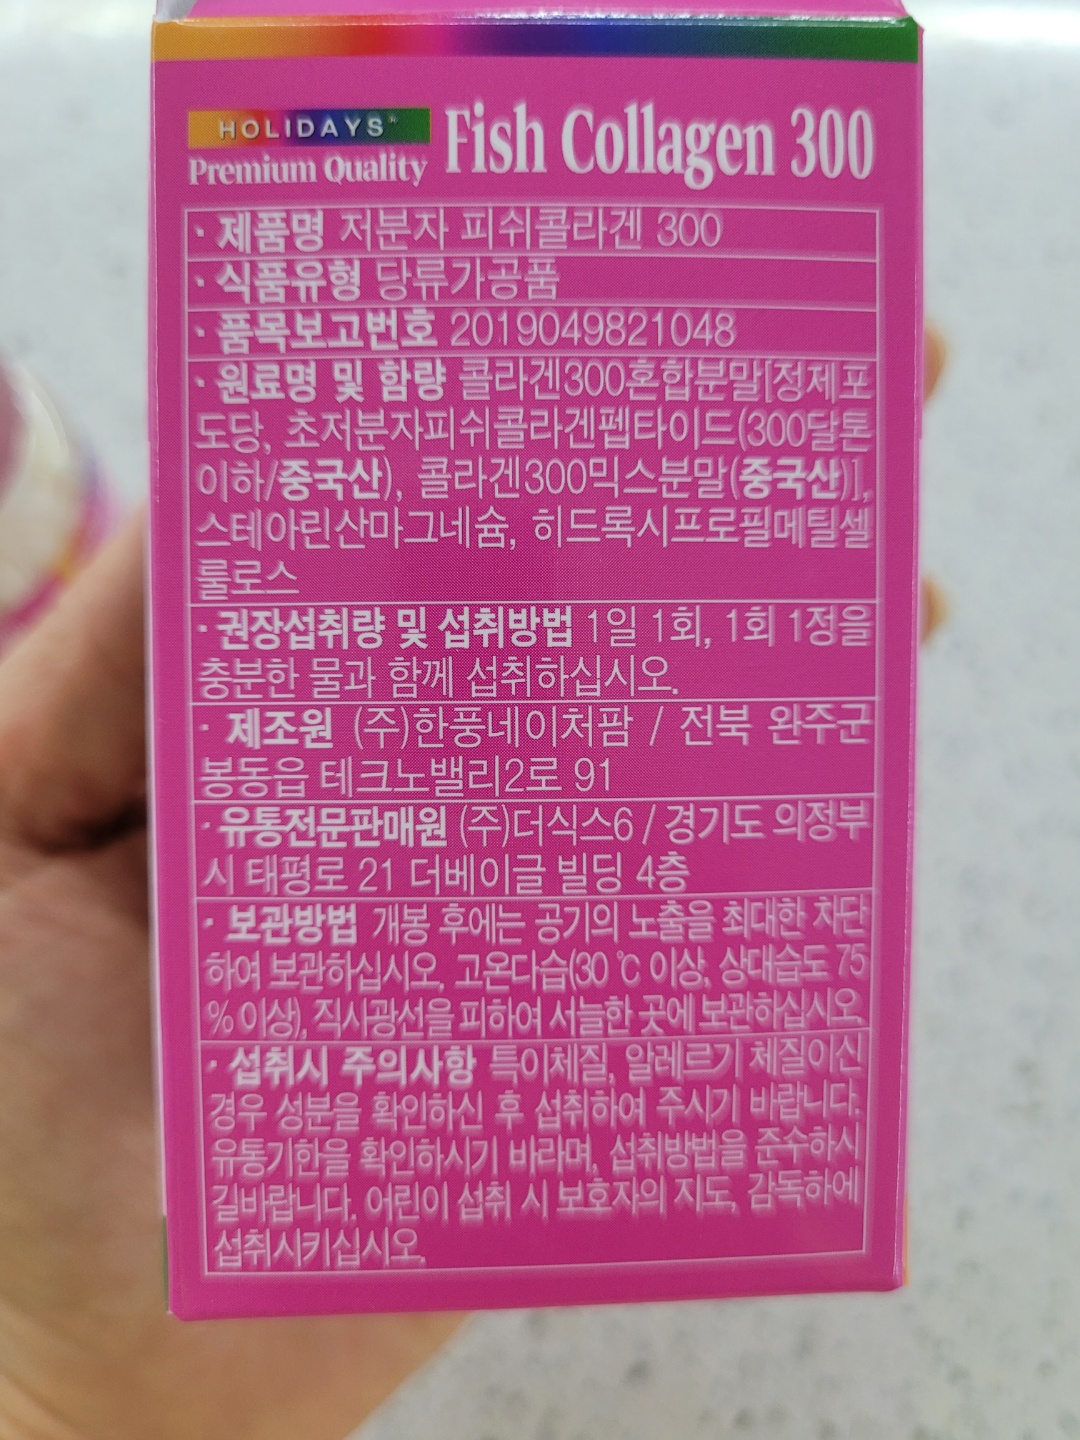 HOLIDAYS®
Premium Quality
Fish Collagen 300
· 제품명 저분자 피쉬콜라겐 300
· 식품유형 당류가공품
· 품목보고번호 2019049821048
· 원료명 및 함량 콜라겐300혼합분말[정제포
도당, 초저분자피쉬콜라겐펩타이드(300달톤
이하/중국산), 콜라겐300믹스분말(중국산)],
스테아린산마그네슘, 히드록시프로필메틸셀
룰로스
· 권장섭취량 및 섭취방법 1일 1회, 1회 1정을
충분한 물과 함께 섭취하십시오.
· 제조원 (주)한풍네이처팜 / 전북 완주군
봉동읍 테크노밸리2로 91
· 유통전문판매원 (주)더식스6 / 경기도 의정부
시 태평로 21 더베이글 빌딩 4층
· 보관방법 개봉 후에는 공기의 노출을 최대한 차단
하여 보관하십시오, 고온다습(30 ℃ 이상, 상대습도 75
% 이상), 직사광선을 피하여 서늘한 곳에 보관하십시오.
· 섭취시 주의사항 특이체질, 알레르기 체질이신
경우 성분을 확인하신 후 섭취하여 주시기 바랍니다.
유통기한을 확인하시기 바라며, 섭취방법을 준수하시
길바랍니다. 어린이 섭취 시 보호자의 지도, 감독하에
섭취시키십시오.